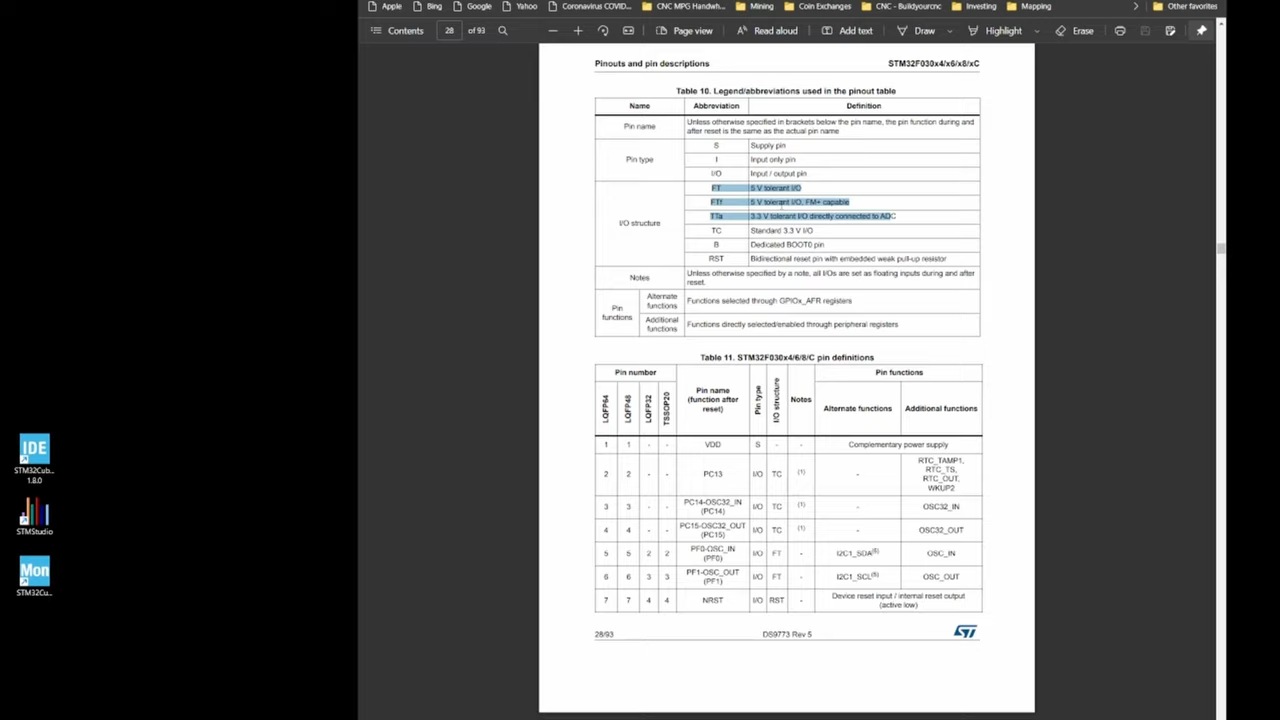 Apple Bing Google Yahoo Coronavirus COVID... CNC MPG Handwh... Mining Coin Exchanges CNC - Buildyourcnc Investing Mapping Other favorites
Contents 28 of 93 Page view Read aloud Add text Draw Highlight Erase
Pinouts and pin descriptions STM32F030x4/x6/x8/xC
Table 10. Legend/abbreviations used in the pinout table
Name Abbreviation Definition
Pin name Unless otherwise specified in brackets below the pin name, the pin function during and
after reset is the same as the actual pin name
Pin type
S Supply pin
I Input only pin
I/O Input / output pin
I/O structure
FT 5 V tolerant I/O
FTf 5 V tolerant I/O, FM+ capable
TTa 3.3 V tolerant I/O directly connected to ADC
TC Standard 3.3 V I/O
B Dedicated BOOT0 pin
RST Bidirectional reset pin with embedded weak pull-up resistor
Notes Unless otherwise specified by a note, all I/Os are set as floating inputs during and after
reset.
Pin
functions
Alternate
functions
Functions selected through GPIOx_AFR registers
Additional
functions
Functions directly selected/enabled through peripheral registers
Table 11. STM32F030x4/6/8/C pin definitions
Pin number
LQFP64
LQFP48
LQFP32
TSSOP20
Pin name
(function after
reset)
Pin type
I/O structure
Notes
Pin functions
Alternate functions Additional functions
1 1 - - VDD S - - Complementary power supply
2 2 - - PC13 I/O TC (1) -
RTC_TAMP1,
RTC_TS,
RTC_OUT,
WKUP2
3 3 - - PC14-OSC32_IN
(PC14)
I/O TC (1) - OSC32_IN
4 4 - - PC15-OSC32_OUT
(PC15)
I/O TC (1) - OSC32_OUT
5 5 2 2 PF0-OSC_IN
(PF0)
I/O FT - I2C1_SDA(5) OSC_IN
6 6 3 3 PF1-OSC_OUT
(PF1)
I/O FT - I2C1_SCL(5) OSC_OUT
7 7 4 4 NRST I/O RST - Device reset input / internal reset output
(active low)
28/93 DS9773 Rev 5 ST
IDE
STM32Cub...
1.8.0
STMStudio
Mon
STM32Cu...